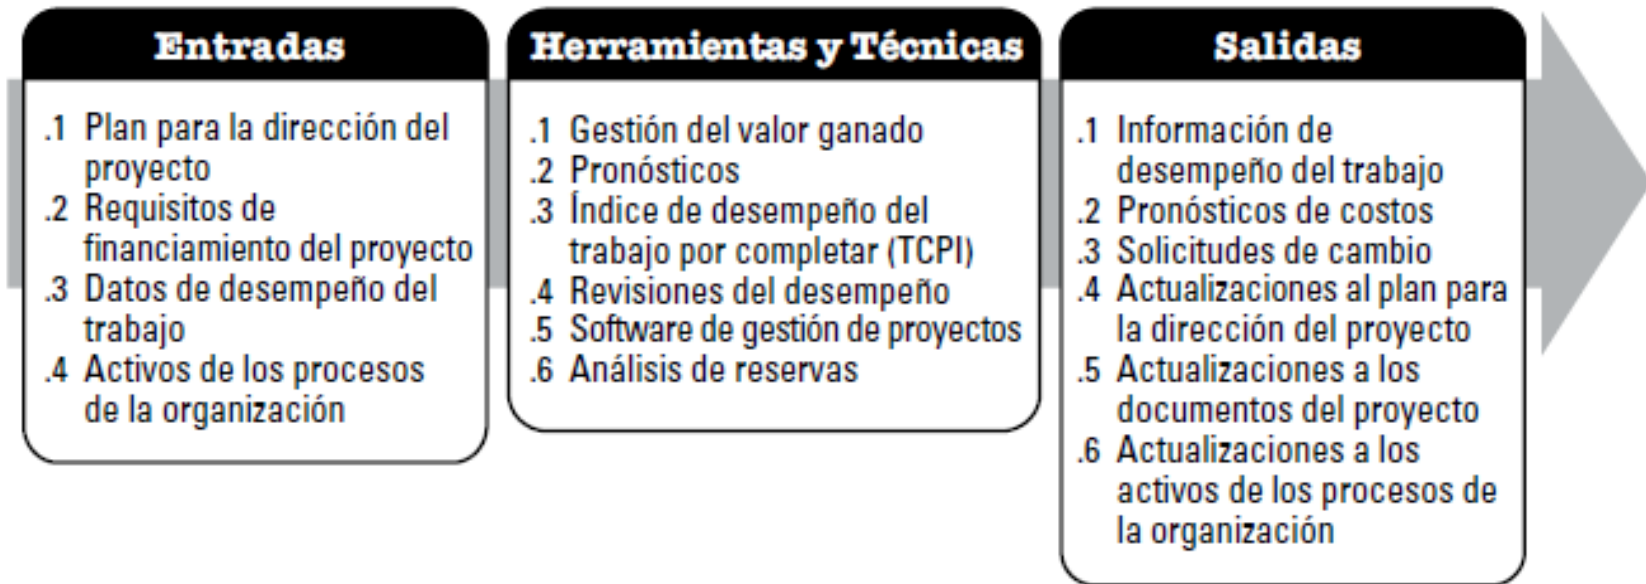 Entradas
.1 Plan para la dirección del
proyecto
.2 Requisitos de
financiamiento del proyecto
.3 Datos de desempeño del
trabajo
.4 Activos de los procesos
de la organización
Herramientas y Técnicas
.1 Gestión del valor ganado
.2 Pronósticos
.3 Índice de desempeño del
trabajo por completar (TCPI)
.4 Revisiones del desempeño
.5 Software de gestión de proyectos
.6 Análisis de reservas
Salidas
.1 Información de
desempeño del trabajo
.2 Pronósticos de costos
.3 Solicitudes de cambio
.4 Actualizaciones al plan para
la dirección del proyecto
.5 Actualizaciones a los
documentos del proyecto
.6 Actualizaciones a los
activos de los procesos de
la organización